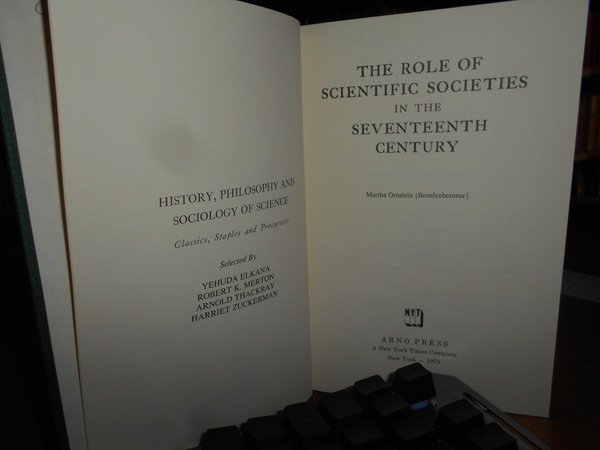 HISTORY, PHILOSOPHY AND
SOCIOLOGY OF SCIENCE
Classics, Staples and Precursors
Selected By
YEHUDA ELKANA
ROBERT K. MERTON
ARNOLD THACKRAY
HARRIET ZUCKERMAN
THE ROLE OF
SCIENTIFIC SOCIETIES
IN THE
SEVENTEENTH
CENTURY
Martha Ornstein [Bronfenbrenner]
NYT
ARNO PRESS
A New York Times Company
New York – 1975